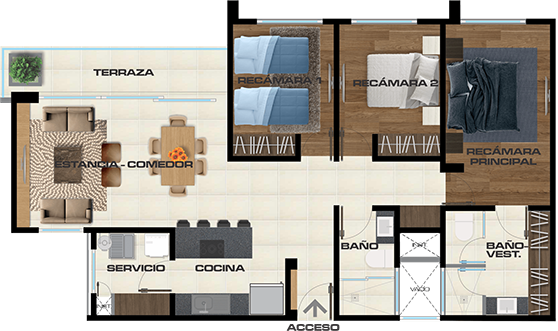 TERRAZA
RECÁMARA 1
RECÁMARA 2
RECÁMARA
PRINCIPAL
ESTANCIA - COMEDOR
BAÑO
BAÑO-
VEST.
SERVICIO
COCINA
VACÍO
ACCESO